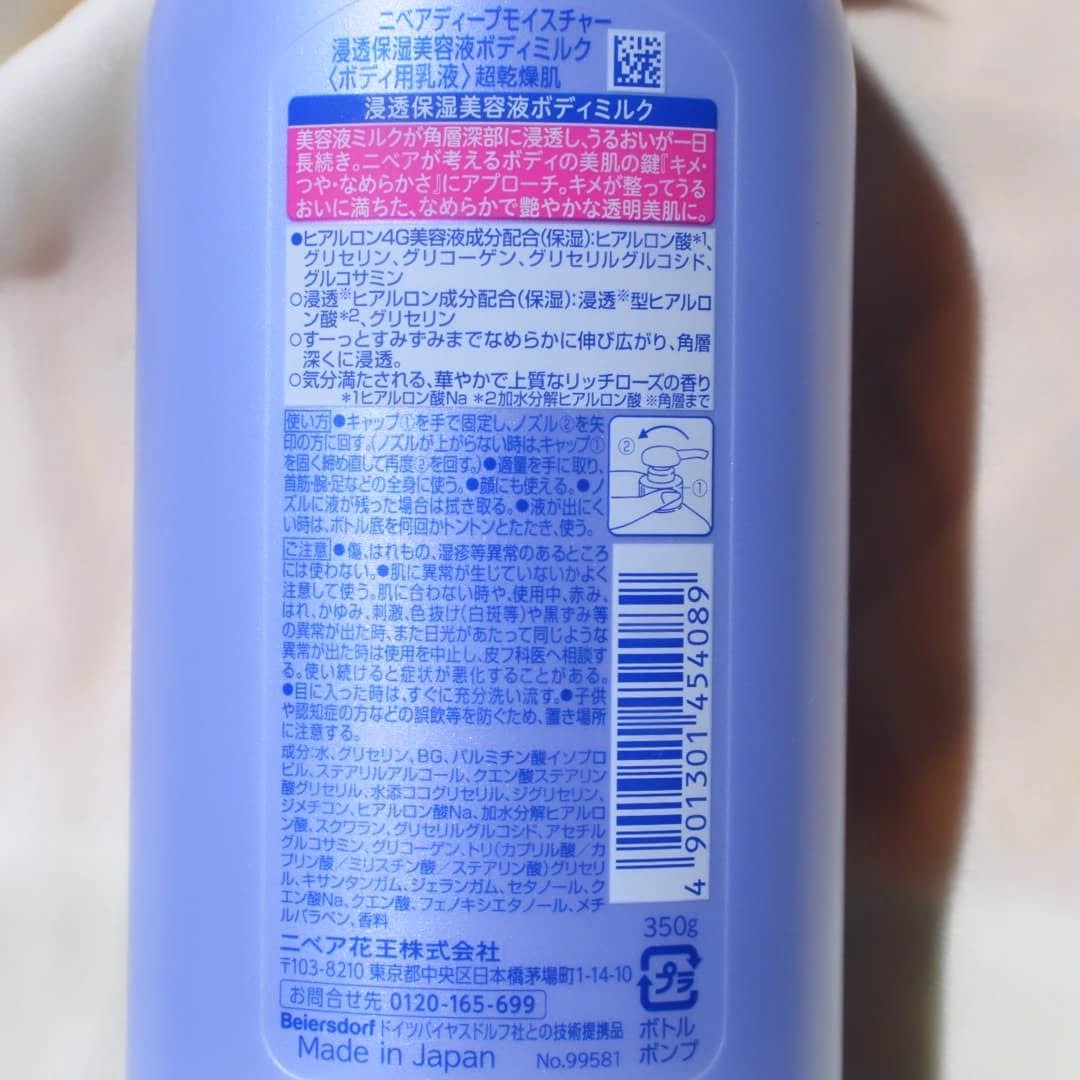 ニベアディープモイスチャー
浸透保湿美容液ボディミルク
〈ボディ用乳液〉超乾燥肌
浸透保湿美容液ボディミルク
美容液ミルクが角層深部に浸透し、うるおいが一日
長続き。ニベアが考えるボディの美肌の鍵『キメ・
つや・なめらかさ』にアプローチ。キメが整ってうる
おいに満ちた、なめらかで艶やかな透明美肌に。
●ヒアルロン4G美容液成分配合(保湿):ヒアルロン酸*1、
グリセリン、グリコーゲン、グリセリルグルコシド、
グルコサミン
○浸透※ヒアルロン成分配合(保湿):浸透※型ヒアルロ
ン酸*2、グリセリン
○すーっとすみずみまでなめらかに伸び広がり、角層
深くに浸透。
○気分満たされる、華やかで上質なリッチローズの香り
*1ヒアルロン酸Na *2加水分解ヒアルロン酸 ※角層まで
使い方 ●キャップ①を手で固定し、ノズル②を矢
印の方に回す。(ノズルが上がらない時は、キャップ①
を固く締め直して再度②を回す。)●適量を手に取り、
首筋・腕・足などの全身に使う。●顔にも使える。●ノ
ズルに液が残った場合は拭き取る。●液が出にく
い時は、ボトル底を何回かトントンとたたき、使う。
②
①
ご注意 ●傷、はれもの、湿疹等異常のあるところ
には使わない。●肌に異常が生じていないかよく
注意して使う。肌に合わない時や、使用中、赤み、
はれ、かゆみ、刺激、色抜け(白斑等)や黒ずみ等
の異常が出た時、また日光があたって同じような
異常が出た時は使用を中止し、皮フ科医へ相談す
る。使い続けると症状が悪化することがある。
●目に入った時は、すぐに充分洗い流す。●子供
や認知症の方などの誤飲等を防ぐため、置き場所
に注意する。
成分:水、グリセリン、BG、パルミチン酸イソプロ
ピル、ステアリルアルコール、クエン酸ステアリン
酸グリセリル、水添ココグリセリル、ジグリセリン、
ジメチコン、ヒアルロン酸Na、加水分解ヒアルロ
ン酸、スクワラン、グリセリルグルコシド、アセチル
グルコサミン、グリコーゲン、トリ(カプリル酸／カ
プリン酸／ミリスチン酸／ステアリン酸)グリセリ
ル、キサンタンガム、ジェランガム、セタノール、ク
エン酸Na、クエン酸、フェノキシエタノール、メチ
ルパラベン、香料
4 901301 454089
350g
ニベア花王株式会社
〒103-8210 東京都中央区日本橋茅場町1-14-10
お問合せ先 0120-165-699
Beiersdorf ドイツバイヤスドルフ社との技術提携品
Made in Japan No.99581
プラ
ボトル
ポンプ